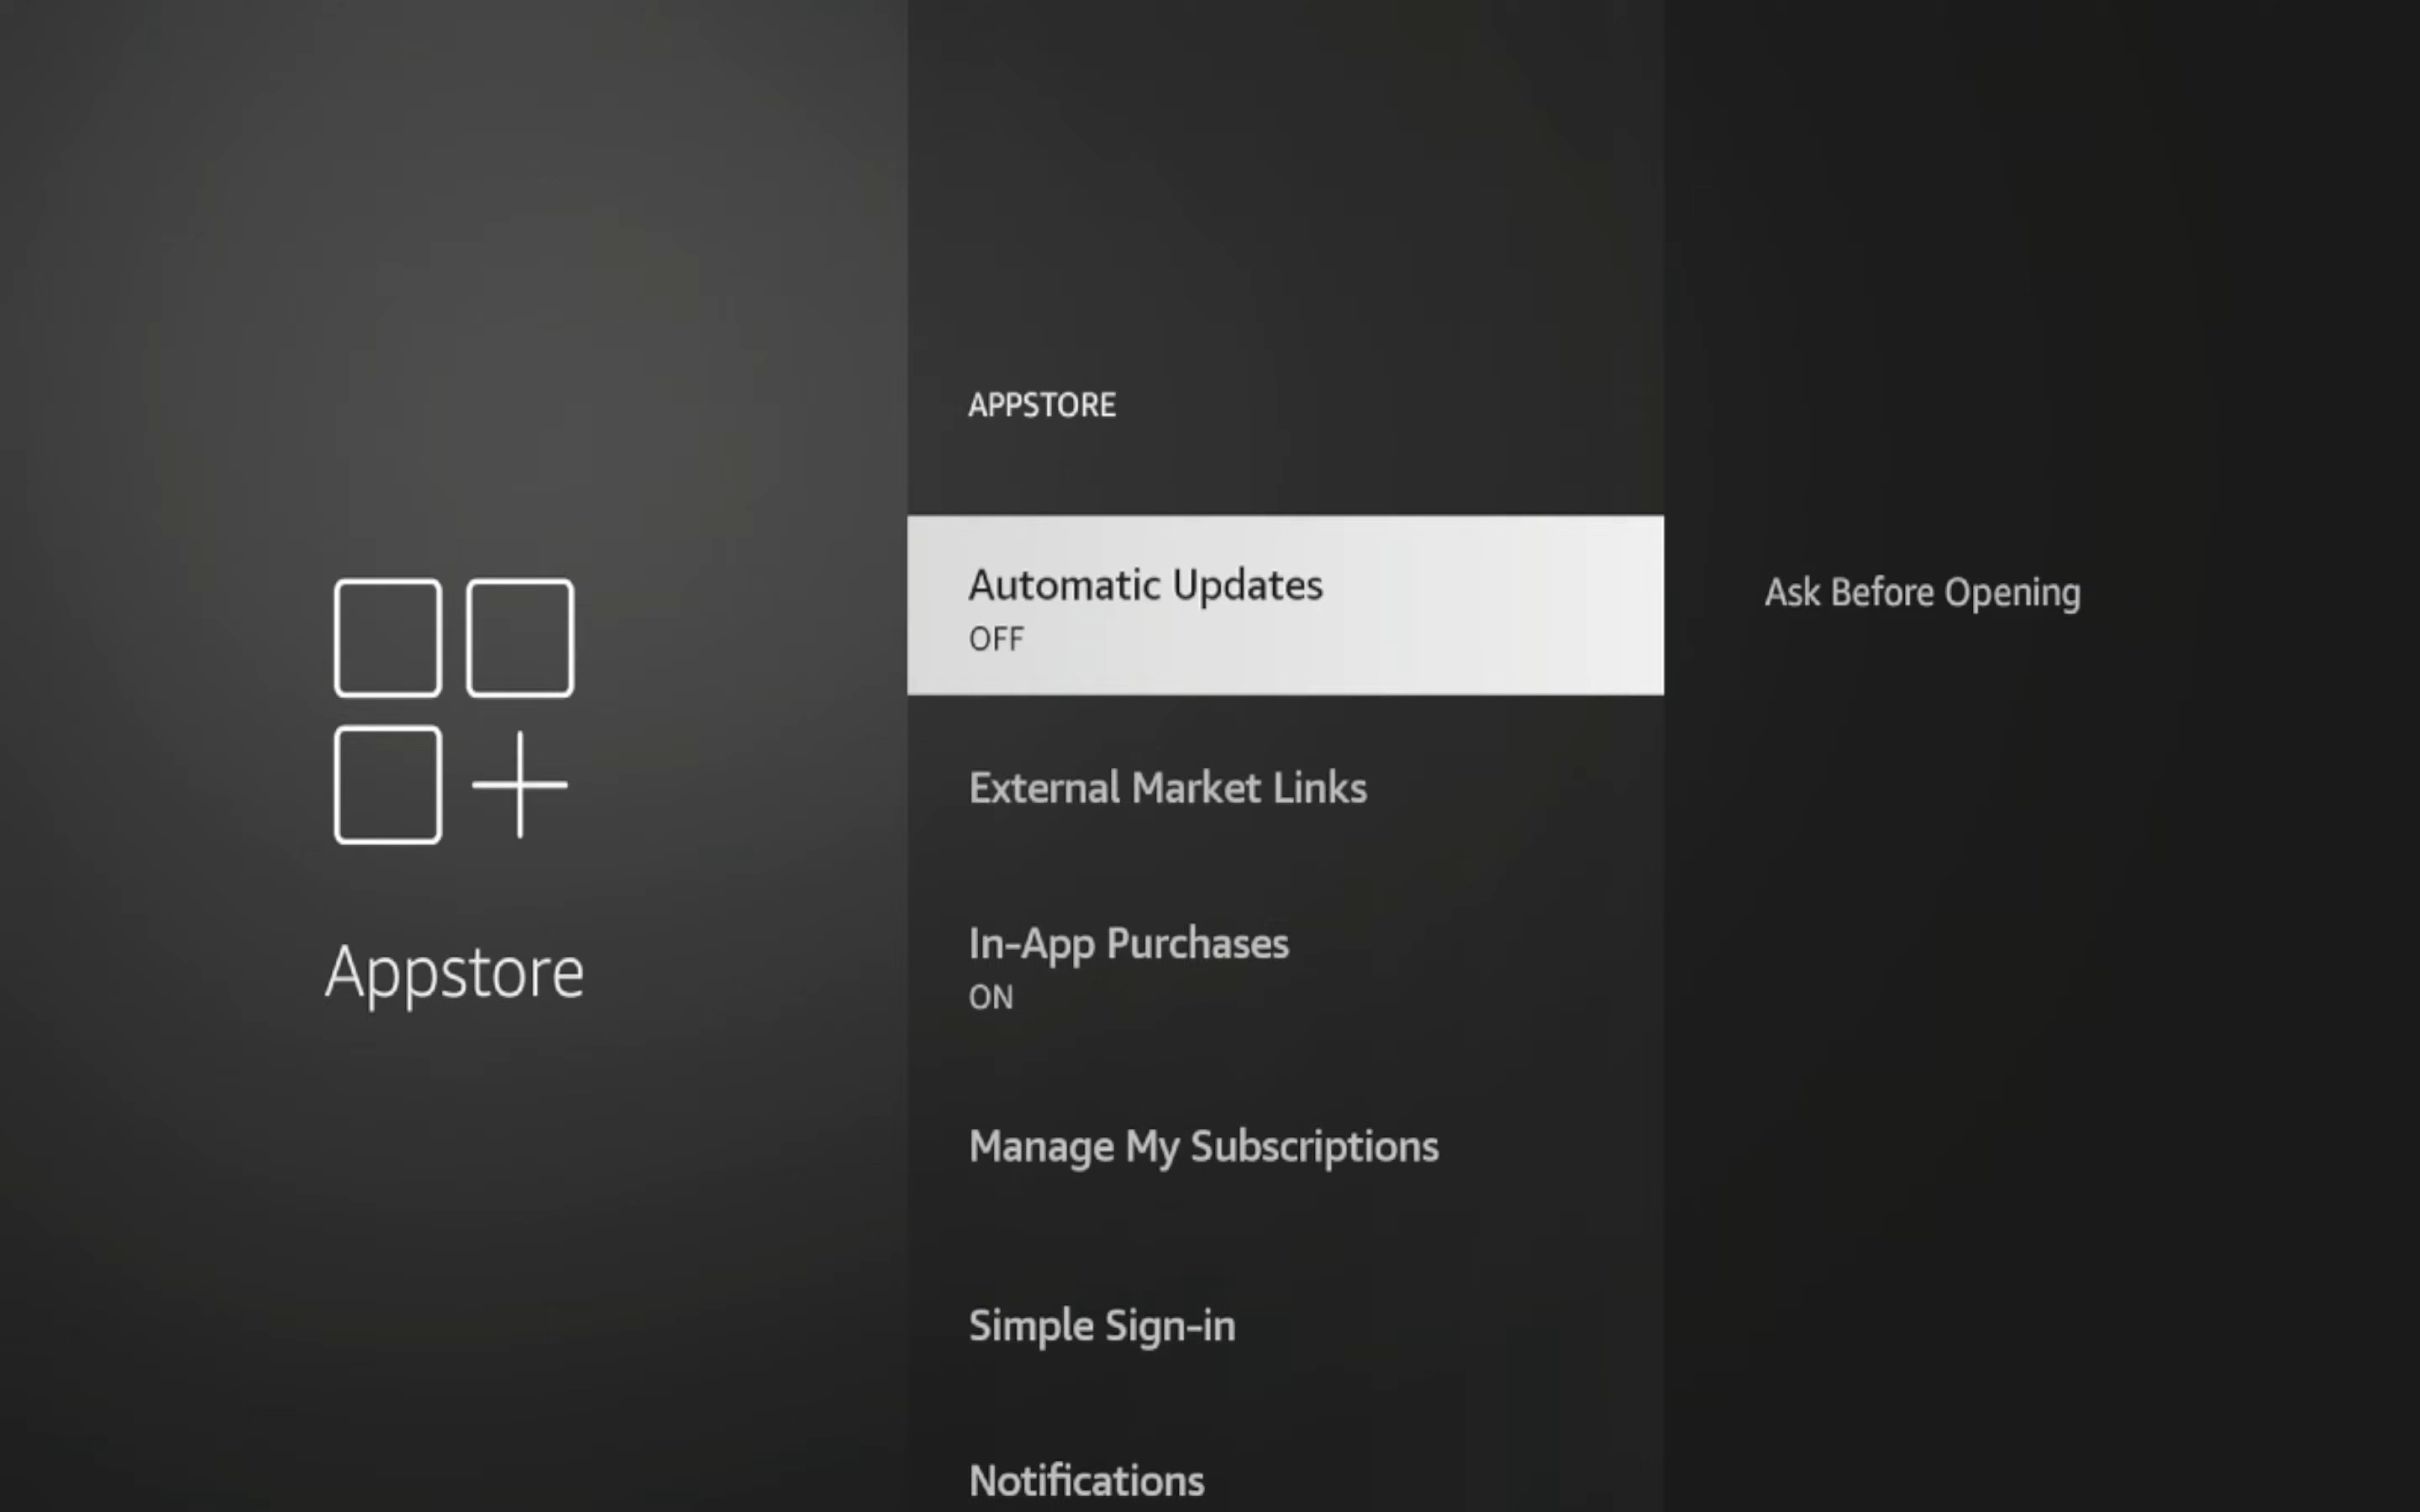 APPSTORE
Automatic Updates
OFF
Ask Before Opening
External Market Links
In-App Purchases
ON
Appstore
Manage My Subscriptions
Simple Sign-in
Notifications